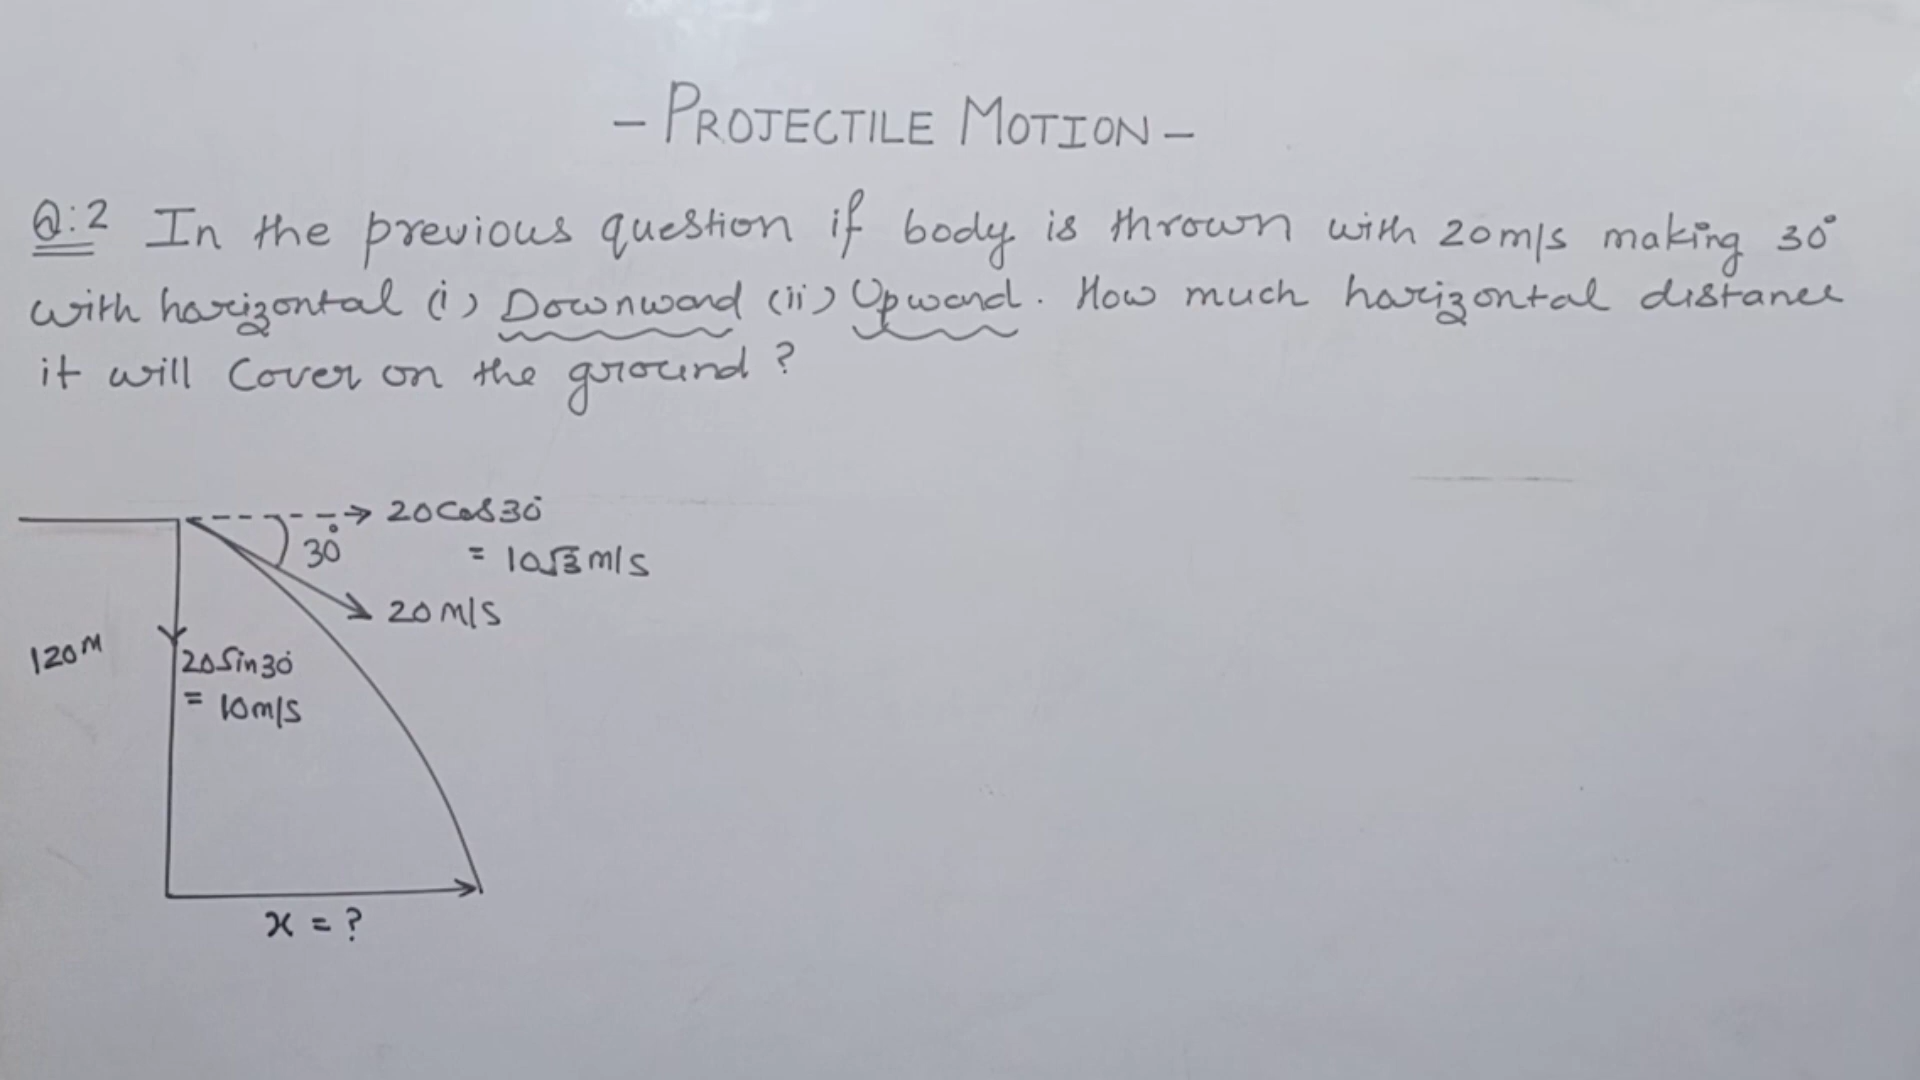 - PROJECTILE MOTION -
Q:2 In the previous question if body is thrown with 20m/s making 30°
with horizontal (i) Downward (ii) Upward. How much horizontal distance
it will Cover on the ground?
20Cos30°
= 10√3 m/s
30°
20 m/s
120M
20Sin30°
= 10m/s
x = ?